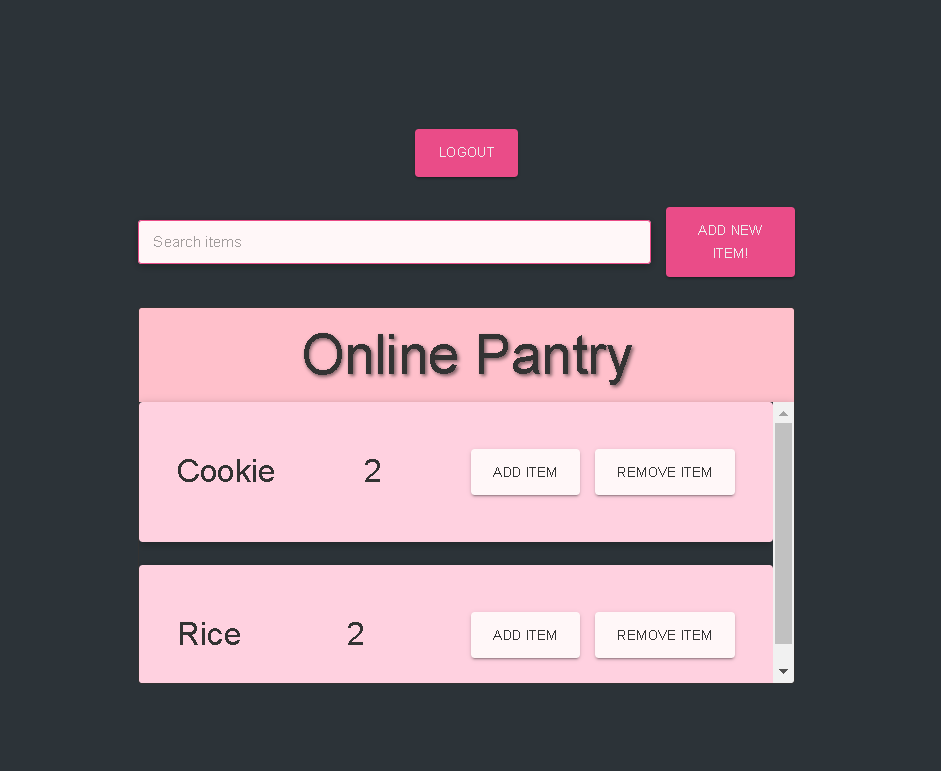 LOGOUT
Search items
ADD NEW
ITEM!
Online Pantry
Cookie 2 ADD ITEM REMOVE ITEM
Rice 2 ADD ITEM REMOVE ITEM